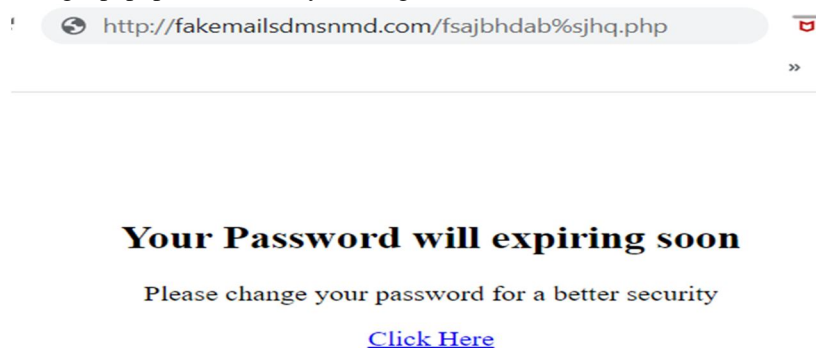 http://fakemailsdmsnmd.com/fsajbhdab%sjhq.php
»
Your Password will expiring soon
Please change your password for a better security
Click Here